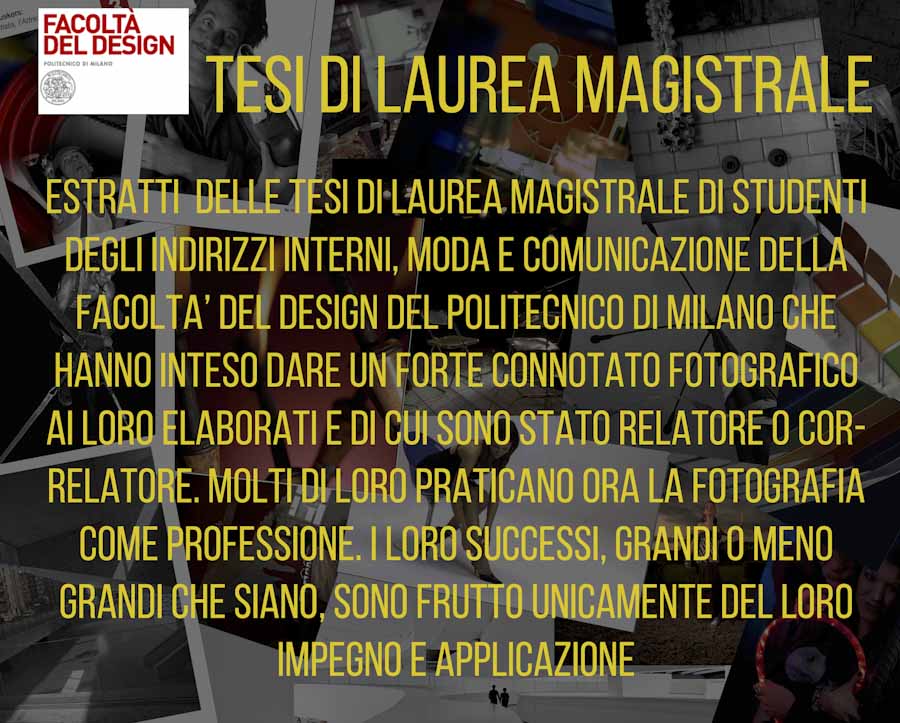 uskers:
FACOLTÀ
DEL DESIGN
POLITECNICO DI MILANO
TESI DI LAUREA MAGISTRALE
ESTRATTI DELLE TESI DI LAUREA MAGISTRALE DI STUDENTI
DEGLI INDIRIZZI INTERNI, MODA E COMUNICAZIONE DELLA
FACOLTA’ DEL DESIGN DEL POLITECNICO DI MILANO CHE
HANNO INTESO DARE UN FORTE CONNOTATO FOTOGRAFICO
AI LORO ELABORATI E DI CUI SONO STATO RELATORE O COR-
RELATORE. MOLTI DI LORO PRATICANO ORA LA FOTOGRAFIA
COME PROFESSIONE. I LORO SUCCESSI, GRANDI O MENO
GRANDI CHE SIANO, SONO FRUTTO UNICAMENTE DEL LORO
IMPEGNO E APPLICAZIONE